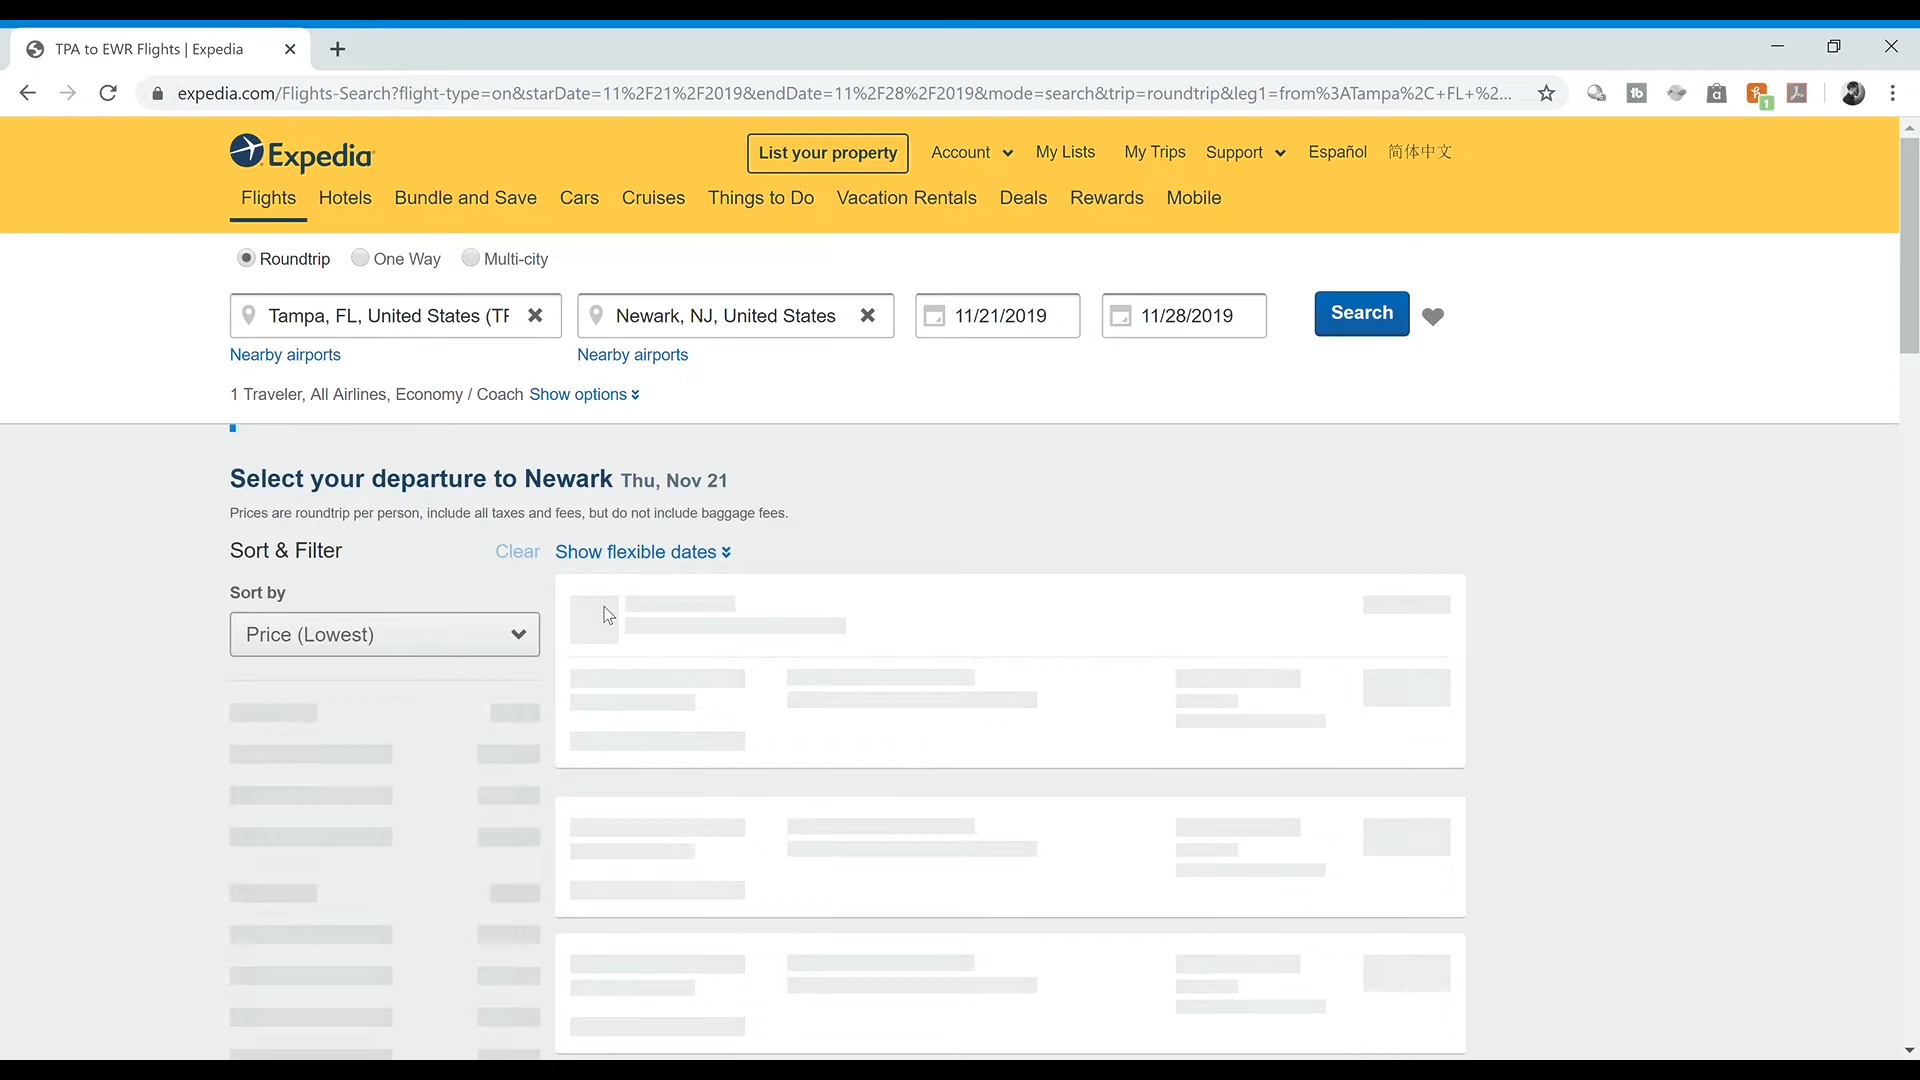 TPA to EWR Flights | Expedia
expedia.com/Flights-Search?flight-type=on&starDate=11%2F21%2F2019&endDate=11%2F28%2F2019&mode=search&trip=roundtrip&leg1=from%3ATampa%2C+FL+%2...
Expedia
List your property
Account
My Lists
My Trips
Support
Español
简体中文
Flights
Hotels
Bundle and Save
Cars
Cruises
Things to Do
Vacation Rentals
Deals
Rewards
Mobile
Roundtrip
One Way
Multi-city
Tampa, FL, United States (TF
Newark, NJ, United States
11/21/2019
11/28/2019
Search
Nearby airports
Nearby airports
1 Traveler, All Airlines, Economy / Coach Show options
Select your departure to Newark Thu, Nov 21
Prices are roundtrip per person, include all taxes and fees, but do not include baggage fees.
Sort & Filter
Clear
Show flexible dates
Sort by
Price (Lowest)